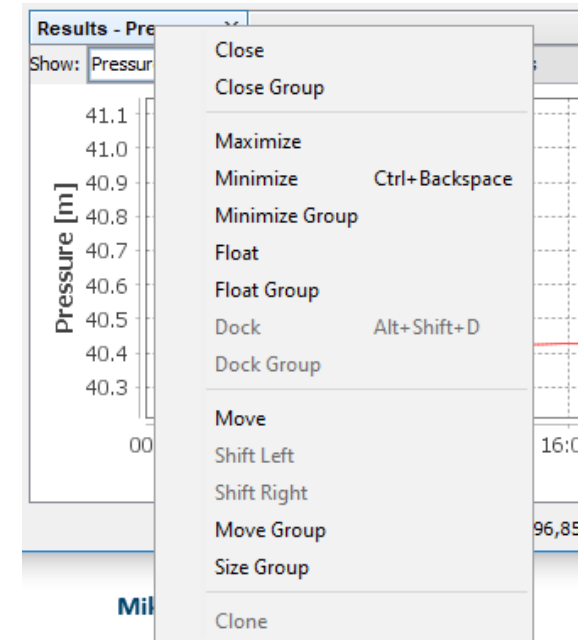 Results - Pre
Show: Pressur
Close
Close Group
Maximize
Minimize Ctrl+Backspace
Minimize Group
Float
Float Group
Dock Alt+Shift+D
Dock Group
Move
Shift Left
Shift Right
Move Group
Size Group
Clone
Pressure [m]
41.1
41.0
40.9
40.8
40.7
40.6
40.5
40.4
40.3
00
16:0
96,85